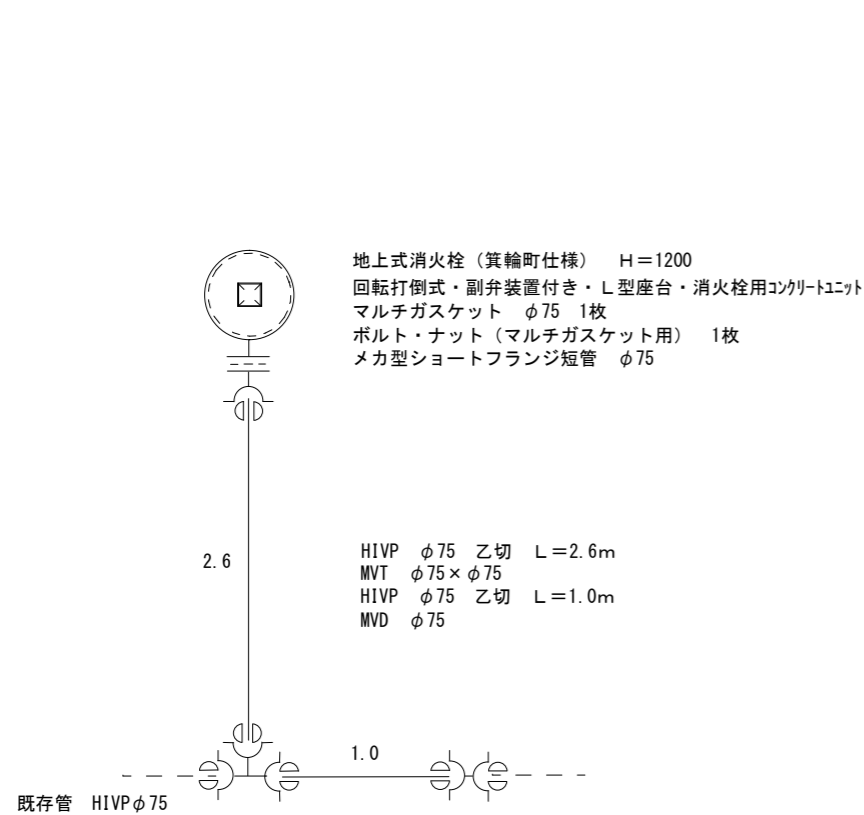 地上式消火栓（箕輪町仕様）　Ｈ＝1200
回転打倒式・副弁装置付き・Ｌ型座台・消火栓用ｺﾝｸﾘｰﾄﾕﾆｯﾄ
マルチガスケット　φ75　1枚
ボルト・ナット（マルチガスケット用）　1枚
メカ型ショートフランジ短管　φ75
2.6
HIVP　φ75　乙切　Ｌ＝2.6ｍ
MVT　φ75×φ75
HIVP　φ75　乙切　Ｌ＝1.0ｍ
MVD　φ75
1.0
既存管　HIVPφ75